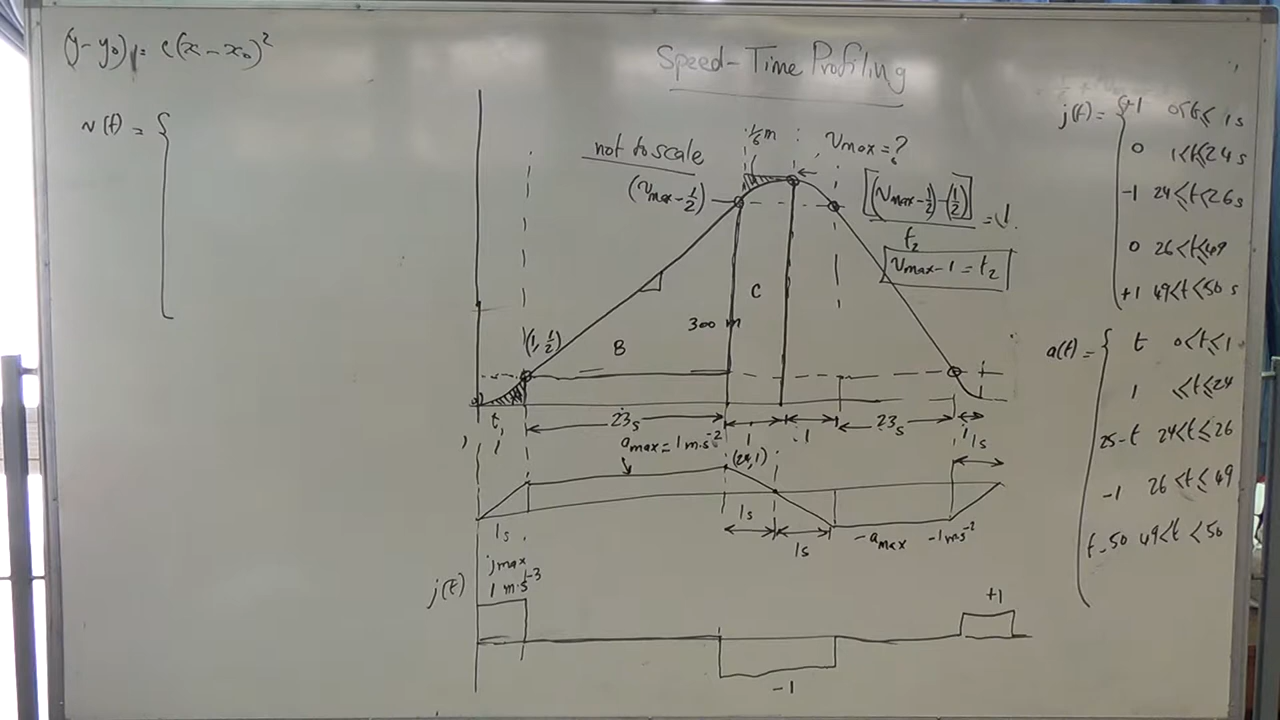 (y-y₀) = c(x-x₀)²
Speed-Time Profiling
v(t) = {
not to scale
1/6 m
Vmax = ?
(Vmax - 1/2)
[(Vmax - 1/2) - (1/2)] / t₂ = 1
Vmax - 1 = t₂
(1, 1/2)
B
C
300 m
t₁
23s
1
1
23s
1
1
amax = 1 m.s⁻²
(24,1)
1s
1s
1s
1s
-amax
-1m.s⁻²
j(t)
jmax
1 m.s⁻³
-1
+1
j(t) = {
+1 0≤t≤ 1s
0 1<t≤24s
-1 24≤t≤26s
0 26<t≤49
+1 49<t≤50s
a(t) = {
t 0<t≤1
1 ≤t≤24
25-t 24<t≤26
-1 26<t≤49
t-50 49<t<50